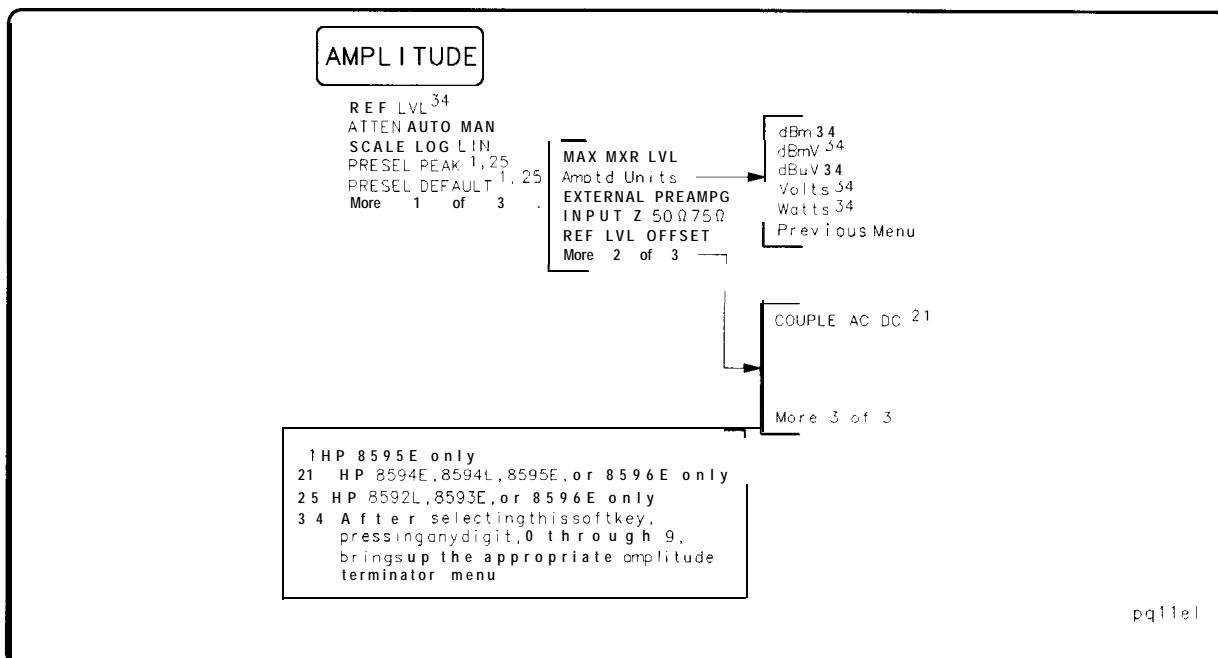 AMPLITUDE
REF LVL 34
ATTEN AUTO MAN
SCALE LOG LIN
PRESEL PEAK 1,25
PRESEL DEFAULT 1,25
More 1 of 3
MAX MXR LVL
Amptd Units
EXTERNAL PREAMPG
INPUT Z 50Ω 75Ω
REF LVL OFFSET
More 2 of 3
dBm 34
dBmV 34
dBuV 34
Volts 34
Watts 34
Previous Menu
COUPLE AC DC 21
More 3 of 3
1 HP 8595E only
21 HP 8594E, 8594L, 8595E, or 8596E only
25 HP 8592L, 8593E, or 8596E only
34 After selecting this softkey,
pressing any digit, 0 through 9,
brings up the appropriate amplitude
terminator menu
pq11el